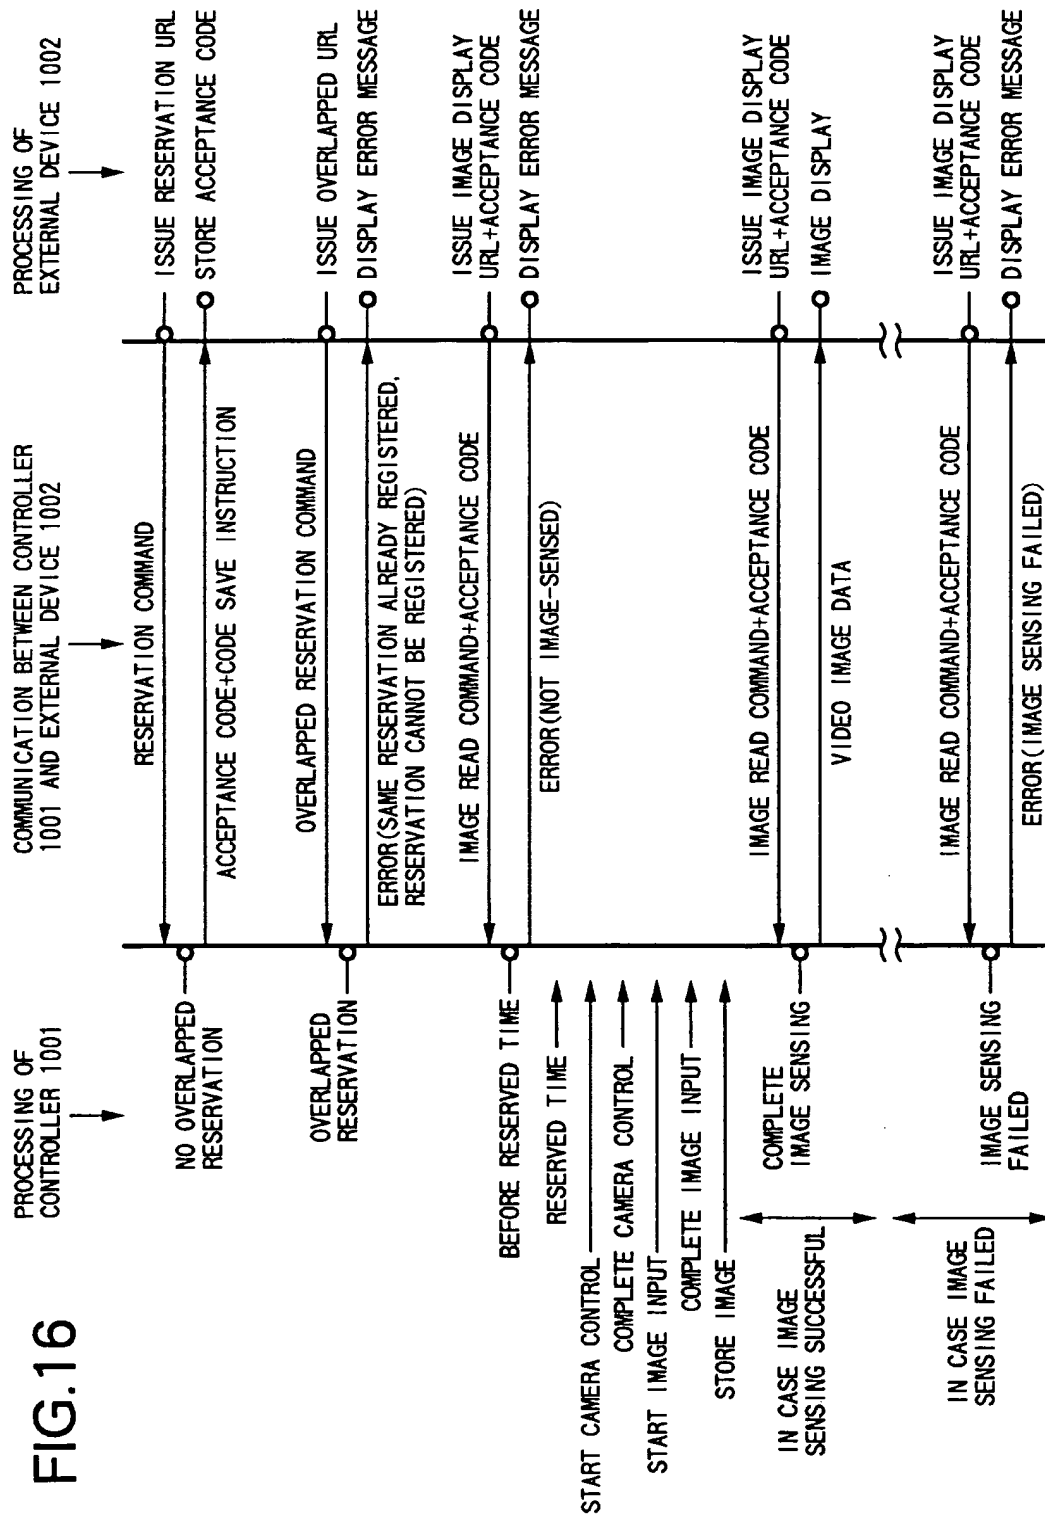 FIG.16
PROCESSING OF
CONTROLLER 1001
COMMUNICATION BETWEEN CONTROLLER
1001 AND EXTERNAL DEVICE 1002
PROCESSING OF
EXTERNAL DEVICE 1002
RESERVATION COMMAND
ISSUE RESERVATION URL
NO OVERLAPPED
RESERVATION
ACCEPTANCE CODE+CODE SAVE INSTRUCTION
STORE ACCEPTANCE CODE
OVERLAPPED RESERVATION COMMAND
ISSUE OVERLAPPED URL
OVERLAPPED
RESERVATION
ERROR(SAME RESERVATION ALREADY REGISTERED,
RESERVATION CANNOT BE REGISTERED)
DISPLAY ERROR MESSAGE
IMAGE READ COMMAND+ACCEPTANCE CODE
ISSUE IMAGE DISPLAY
URL+ACCEPTANCE CODE
BEFORE RESERVED TIME
ERROR(NOT IMAGE-SENSED)
DISPLAY ERROR MESSAGE
RESERVED TIME
START CAMERA CONTROL
COMPLETE CAMERA CONTROL
START IMAGE INPUT
COMPLETE IMAGE INPUT
STORE IMAGE
IN CASE IMAGE
SENSING SUCCESSFUL
COMPLETE
IMAGE SENSING
IMAGE READ COMMAND+ACCEPTANCE CODE
ISSUE IMAGE DISPLAY
URL+ACCEPTANCE CODE
VIDEO IMAGE DATA
IMAGE DISPLAY
IN CASE IMAGE
SENSING FAILED
IMAGE SENSING
FAILED
IMAGE READ COMMAND+ACCEPTANCE CODE
ISSUE IMAGE DISPLAY
URL+ACCEPTANCE CODE
ERROR(IMAGE SENSING FAILED)
DISPLAY ERROR MESSAGE